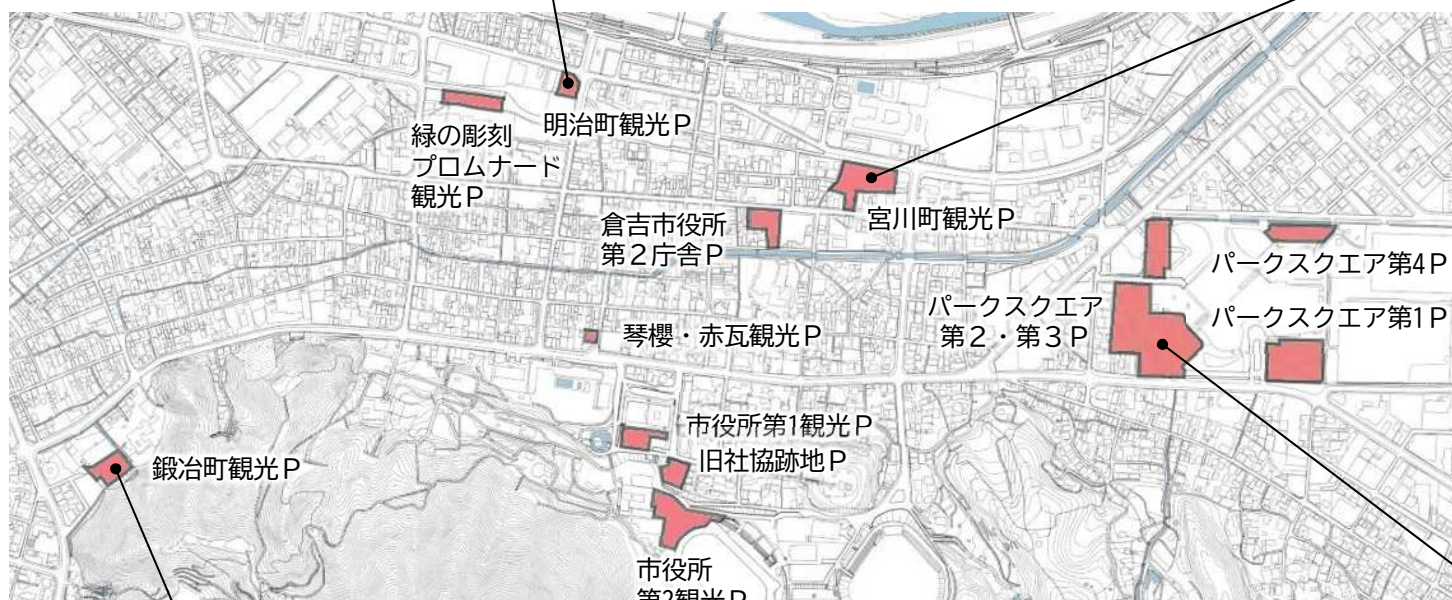 明治町観光Ｐ
緑の彫刻
プロムナード
観光Ｐ
宮川町観光Ｐ
倉吉市役所
第２庁舎Ｐ
パークスクエア第4Ｐ
パークスクエア
第２・第３Ｐ
パークスクエア第1Ｐ
琴櫻・赤瓦観光Ｐ
市役所第1観光Ｐ
旧社協跡地Ｐ
鍛冶町観光Ｐ
市役所
第2観光Ｐ